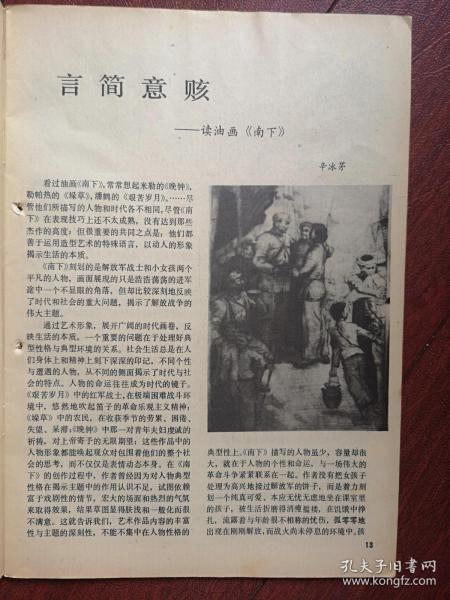 言简意赅
——读油画《南下》
辛冰茅
看过油画《南下》，常常想起米勒的《晚钟》，
勒帕热的《垛草》，潘鹤的《艰苦岁月》，……尽
管他们所描写的人物和时代各不相同，尽管《南
下》在表现技巧上还不太成熟，没有达到那些
杰作的高度；但很重要的共同之点是：他们都
善于运用造型艺术的特殊语言，以动人的形象
揭示生活的本质。
《南下》刻划的是解放军战士和小女孩两个
平凡的人物，画面展现的只是浩浩荡荡的进军
途中一个不显眼的角落，但却比较深刻地反映
了时代和社会的重大问题，揭示了解放战争的
伟大主题。
通过艺术形象，展开广阔的时代画卷，反
映生活的本质，一个重要的问题在于处理好典
型性格与典型环境的关系。社会生活总是在人
们身体上和精神上刻下深深的印记，不同个性
与遭遇的人物，从不同的侧面揭示了时代与社
会的特点。人物的命运往往成为时代的镜子。
《艰苦岁月》中的红军战士，在极端困难战斗环
境中，悠然地吹起笛子的革命乐观主义精神；
《垛草》中的农民，在收获季节的劳累、困倦、
失望、呆滞；《晚钟》中那一对青年夫妇虔诚的
祈祷，对上帝寄予的无限期望；这些作品中的
人物形象都能唤起观众对包围着他们的整个社
会的思考，而不仅仅是表情动态本身。在《南
下》的创作过程中，作者曾经因为对人物典型
性格在揭示主题中的作用认识不足，试图依赖
富于戏剧性的情节，宏大的场面和热烈的气氛
来取得效果，结果草图显得肤浅和一般化而很
不满意。这就告诉我们，艺术作品内容的丰富
性与主题的深刻性，不能不集中在人物性格的
典型性上。《南下》描写的人物虽少，容量却很
大，就在于人物的个性和命运，与一场伟大的
革命斗争紧紧联系在一起。作者没有把女孩子
处理为高兴地接过解放军的饼子，而是着力刻
划一个纯真可爱，本应无忧无虑地坐在课堂里
的孩子，被生活折磨得消瘦褴褛，在饥饿中挣
扎，流露着与年龄很不相称的忧伤，孤零零地
出现在刚刚解放，而战火尚未停息的环境中，孩
13
孔夫子旧书网